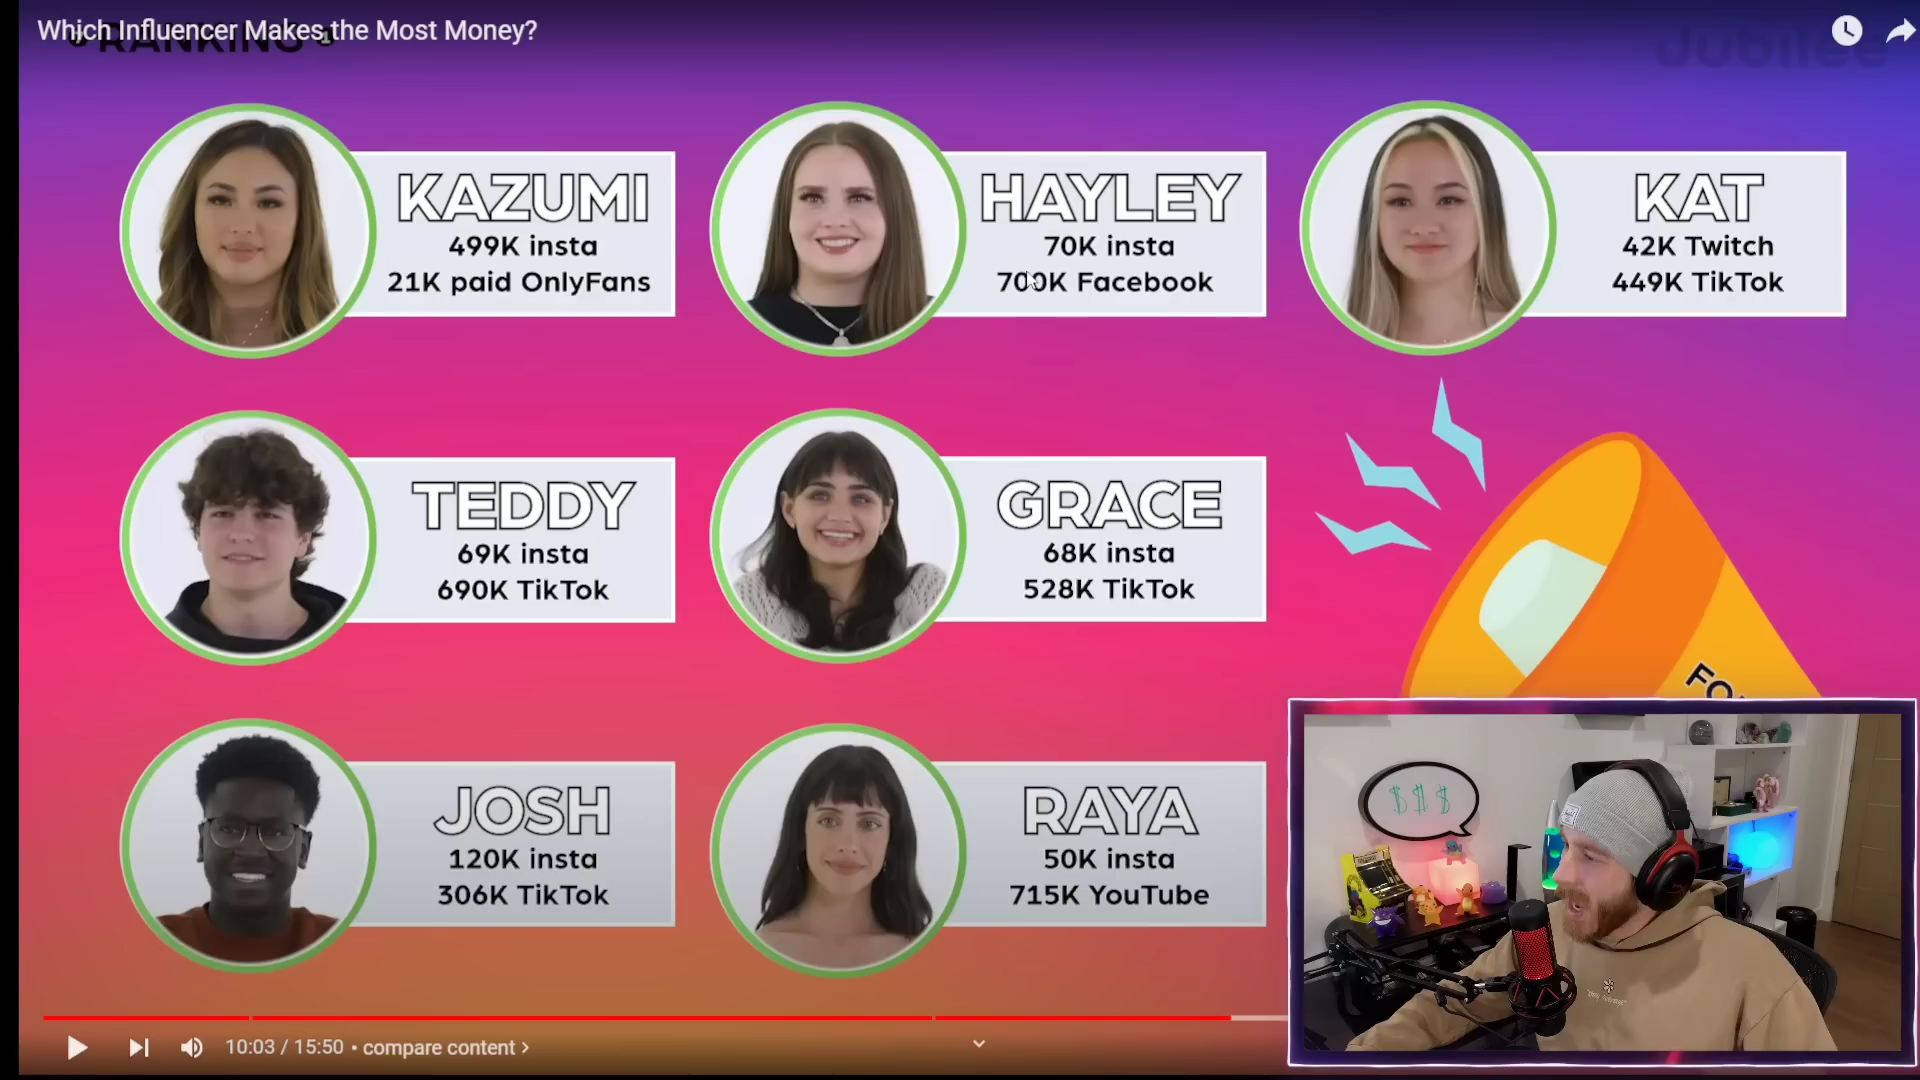 Which Influencer Makes the Most Money?
RANKING
Jubilee
KAZUMI
499K insta
21K paid OnlyFans
HAYLEY
70K insta
700K Facebook
KAT
42K Twitch
449K TikTok
TEDDY
69K insta
690K TikTok
GRACE
68K insta
528K TikTok
JOSH
120K insta
306K TikTok
RAYA
50K insta
715K YouTube
$$$
10:03 / 15:50 • compare content ›